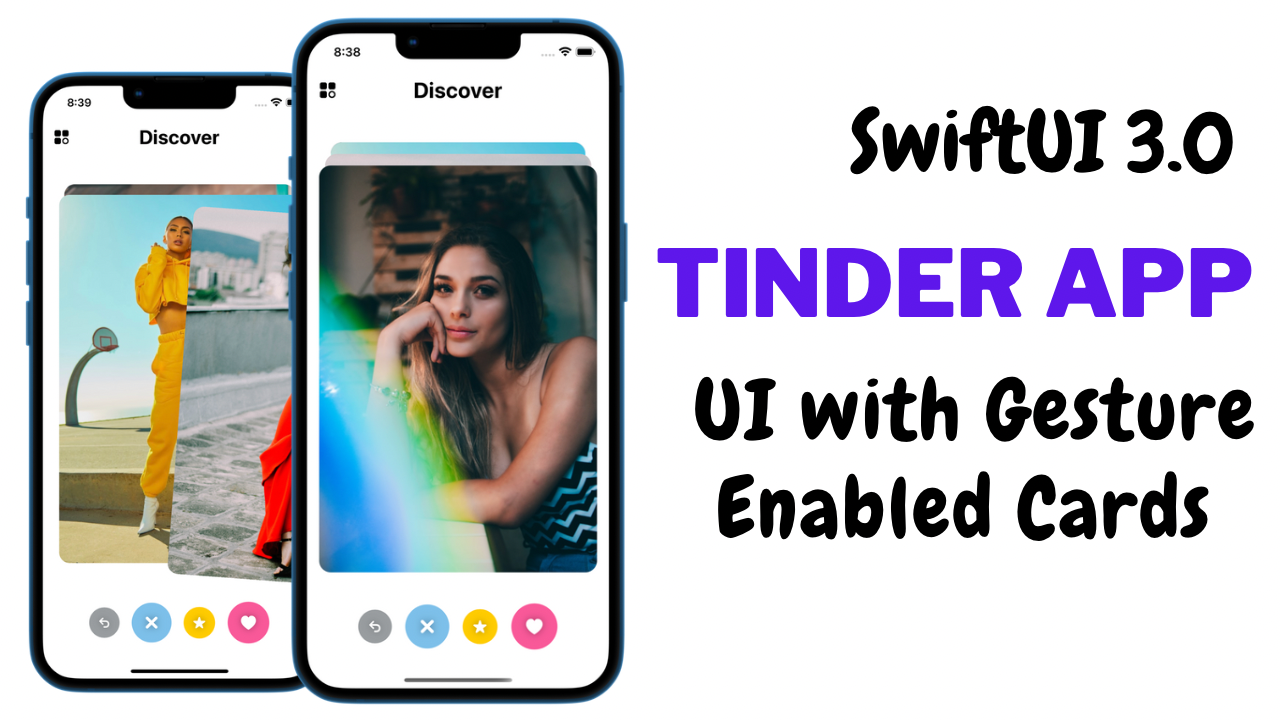 8:39
Discover
8:38
Discover
SwiftUI 3.0
TINDER APP
UI with Gesture
Enabled Cards